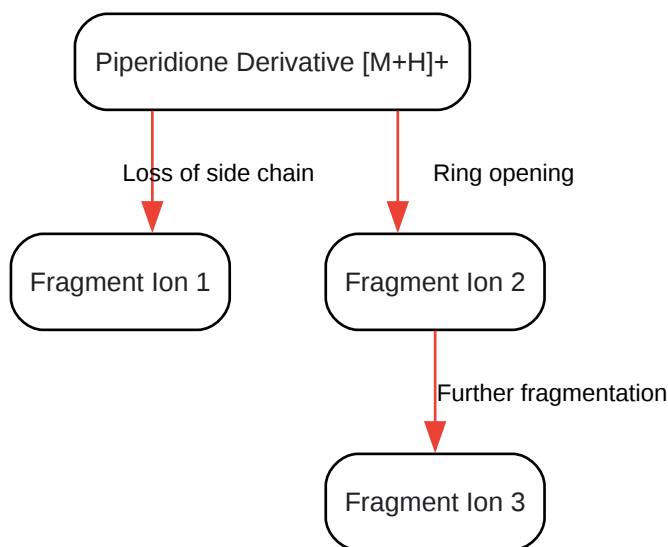 Piperidione Derivative [M+H]+
Loss of side chain
Ring opening
Fragment Ion 1
Fragment Ion 2
Further fragmentation
Fragment Ion 3